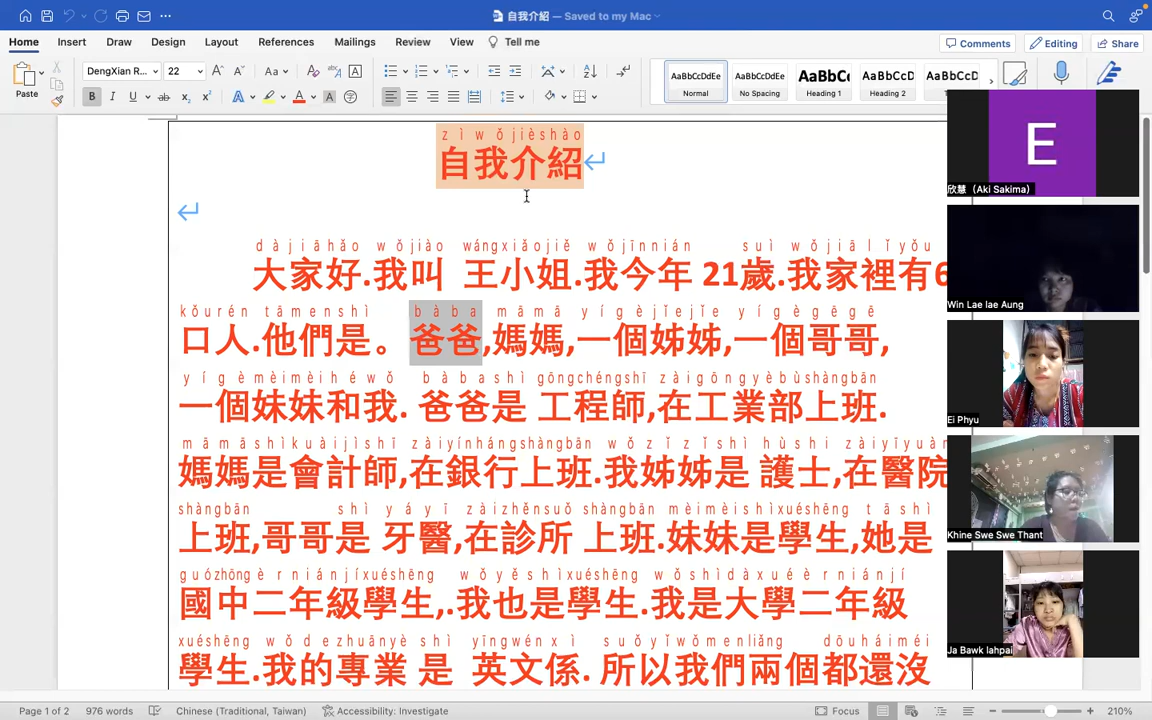 自我介紹 — Saved to my Mac
Home Insert Draw Design Layout References Mailings Review View Tell me
Comments Editing Share
Paste
DengXian R... 22
Aa
AaBbCcDdEe AaBbCcDdEe AaBbCc AaBbCcD AaBbCcD
Normal No Spacing Heading 1 Heading 2
zìwǒjièshào
自我介紹
dàjiāhǎo wǒjiào wángxiǎojiě wǒjīnnián suì wǒjiālǐyǒu
大家好.我叫 王小姐.我今年 21歲.我家裡有6
kǒurén tāmenshì bàba māmā yígèjiějiě yígègēgē
口人.他們是。爸爸,媽媽,一個姊姊,一個哥哥,
yígèmèimèihéwǒ bàbashì gōngchéngshī zàigōngyèbùshàngbān
一個妹妹和我. 爸爸是 工程師,在工業部上班.
māmāshìkuàijìshī zàiyínhángshàngbān wǒzǐzǐshì hùshi zàiyīyuàn
媽媽是會計師,在銀行上班.我姊姊是 護士,在醫院
shàngbān shì yáyī zàizhěnsuǒ shàngbān mèimèishìxuéshēng tāshì
上班,哥哥是 牙醫,在診所 上班.妹妹是學生,她是
guózhōngèrniánjíxuéshēng wǒyěshìxuéshēng wǒshìdàxuéèrniánjí
國中二年級學生,.我也是學生.我是大學二年級
xuéshēng wǒdezhuānyè shì yīngwénxì suǒyǐwǒmenliǎng dōuháiméi
學生.我的專業 是 英文係. 所以我們兩個都還沒
E
欣慧 (Aki Sakima)
Win Lae lae Aung
Ei Phyu
Khine Swe Swe Thant
Ja Bawk lahpai
Page 1 of 2 976 words Chinese (Traditional, Taiwan) Accessibility: Investigate Focus 210%